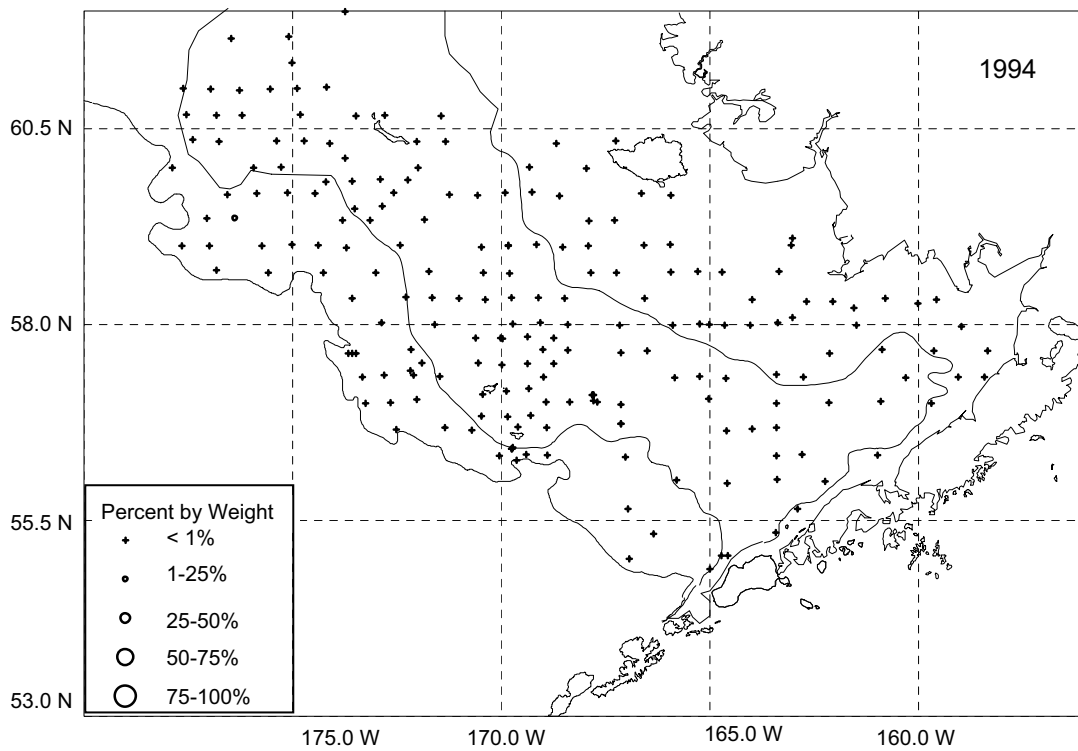 1994
60.5 N
58.0 N
55.5 N
53.0 N
Percent by Weight
< 1%
1-25%
25-50%
50-75%
75-100%
175.0 W
170.0 W
165.0 W
160.0 W